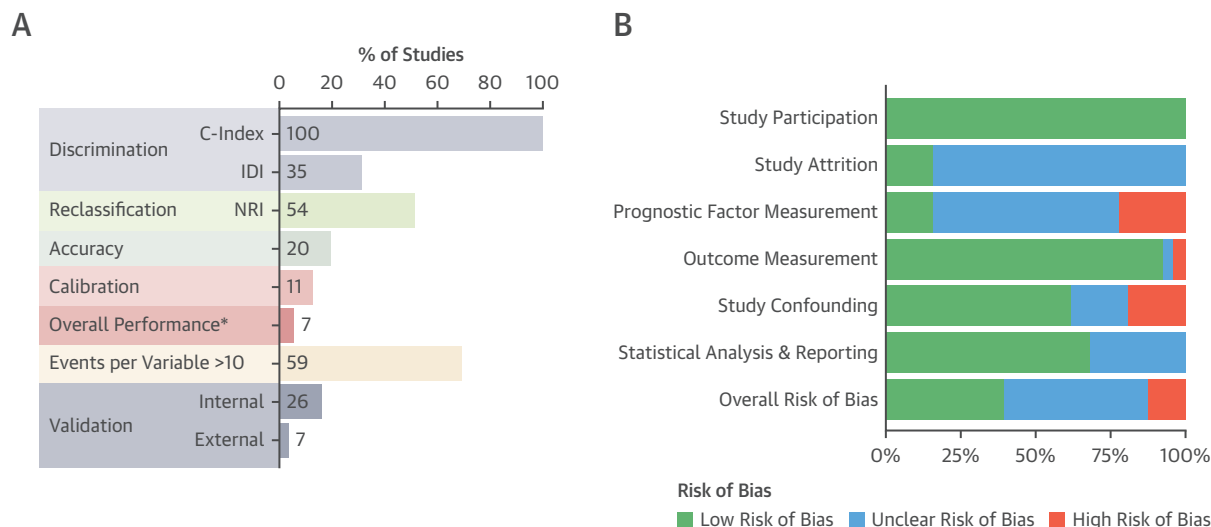 A
% of Studies
0 20 40 60 80 100
Discrimination
C-Index 100
IDI 35
Reclassification NRI 54
Accuracy 20
Calibration 11
Overall Performance* 7
Events per Variable >10 59
Validation
Internal 26
External 7
B
Study Participation
Study Attrition
Prognostic Factor Measurement
Outcome Measurement
Study Confounding
Statistical Analysis & Reporting
Overall Risk of Bias
0% 25% 50% 75% 100%
Risk of Bias
Low Risk of Bias Unclear Risk of Bias High Risk of Bias